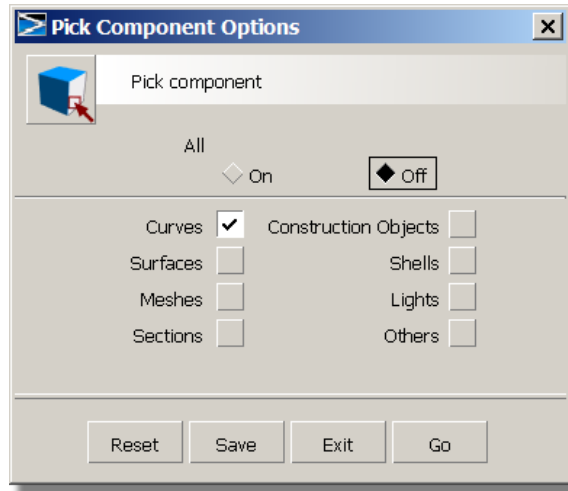 Pick Component Options
Pick component
All
On Off
Curves Construction Objects
Surfaces Shells
Meshes Lights
Sections Others
Reset Save Exit Go